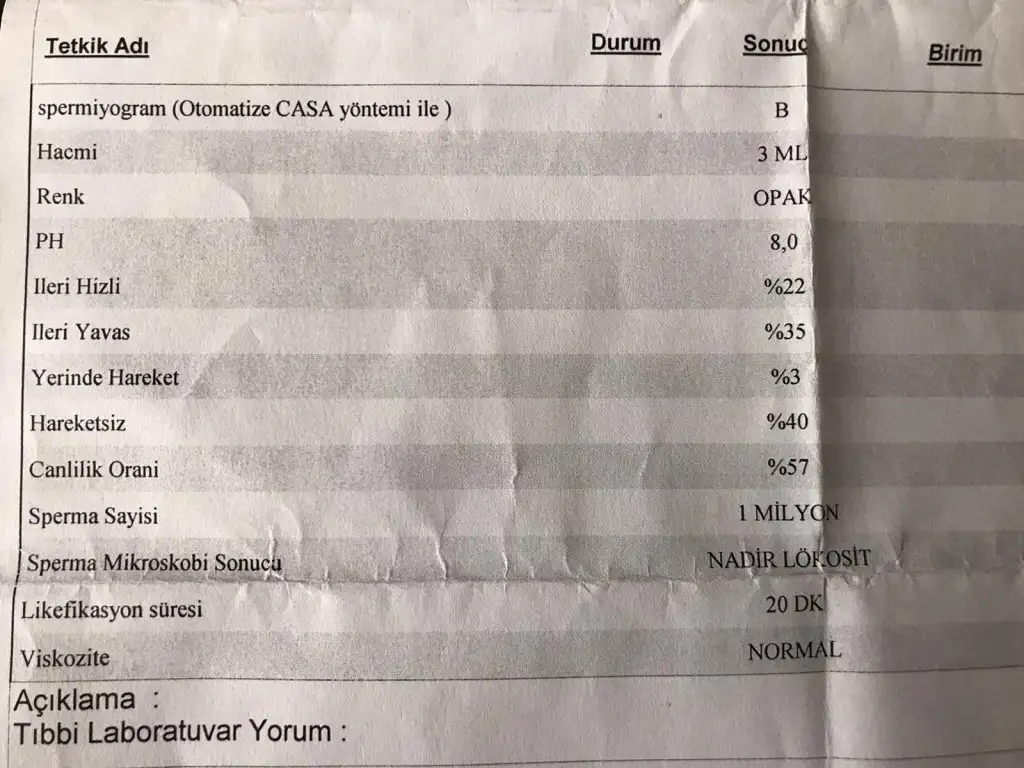 Tetkik Adı Durum Sonuç Birim
spermiyogram (Otomatize CASA yöntemi ile ) B
Hacmi 3 ML
Renk OPAK
PH 8,0
Ileri Hizli %22
Ileri Yavas %35
Yerinde Hareket %3
Hareketsiz %40
Canlilik Orani %57
Sperma Sayisi 1 MİLYON
Sperma Mikroskobi Sonucu NADİR LÖKOSİT
Likefikasyon süresi 20 DK
Viskozite NORMAL
Açıklama :
Tıbbi Laboratuvar Yorum :